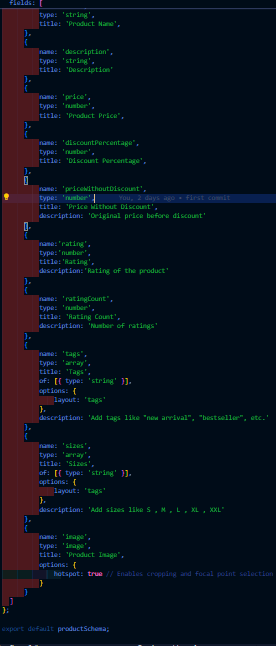 fields: [
type: 'string',
title: 'Product Name',
},
{
name: 'description',
type: 'string',
title: 'Description'
},
{
name: 'price',
type: 'number',
title: 'Product Price',
},
{
name: 'discountPercentage',
type: 'number',
title: 'Discount Percentage',
},
{
name: 'priceWithoutDiscount',
type: 'number', You, 2 days ago • first commit
title: 'Price Without Discount',
description: 'Original price before discount'
},
{
name:'rating',
type:'number',
title:'Rating',
description:'Rating of the product'
},
{
name: 'ratingCount',
type: 'number',
title: 'Rating Count',
description: 'Number of ratings'
},
{
name: 'tags',
type: 'array',
title: 'Tags',
of: [{ type: 'string' }],
options: {
layout: 'tags'
},
description: 'Add tags like "new arrival", "bestseller", etc.'
},
{
name: 'sizes',
type: 'array',
title: 'Sizes',
of: [{ type: 'string' }],
options: {
layout: 'tags'
},
description: 'Add sizes like S , M , L , XL , XXL'
},
{
name: 'image',
type: 'image',
title: 'Product Image',
options: {
hotspot: true // Enables cropping and focal point selection
}
}
]
};
export default productSchema;